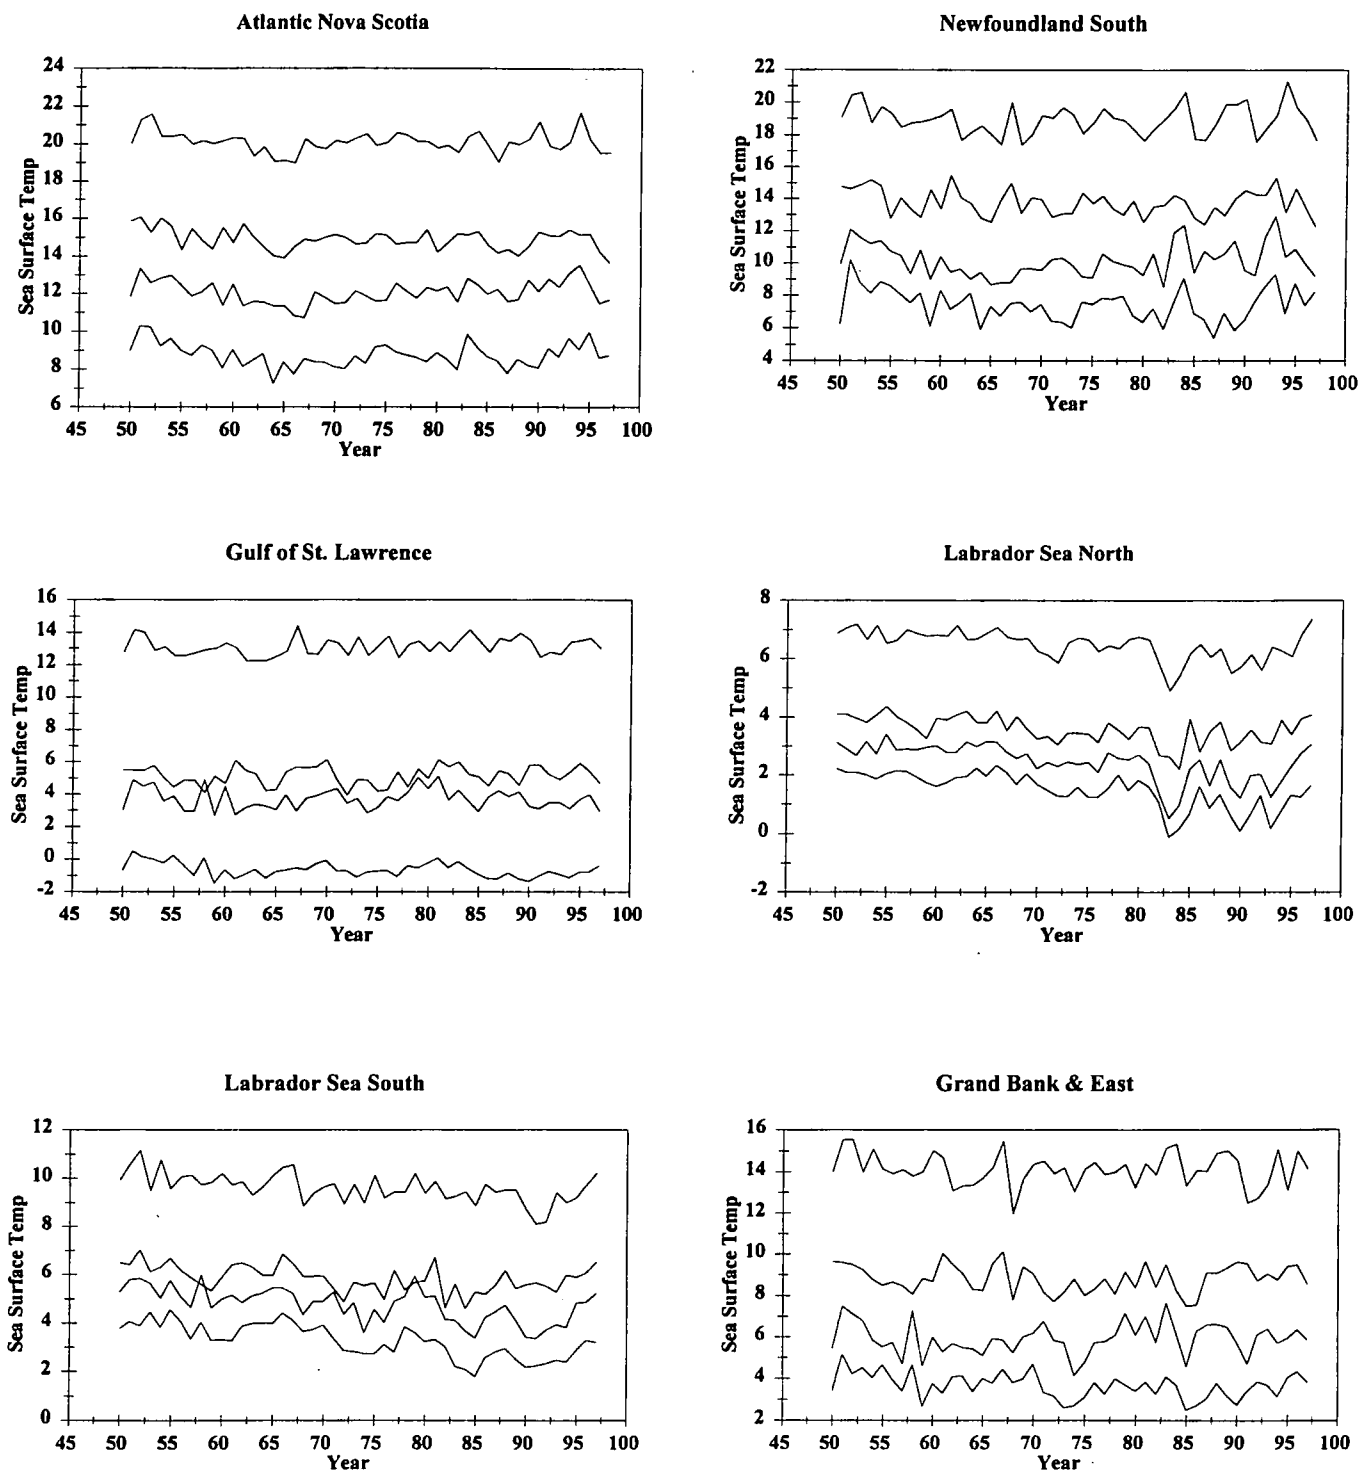 Atlantic Nova Scotia
24
22
20
18
16
14
12
10
8
6
Sea Surface Temp
45 50 55 60 65 70 75 80 85 90 95 100
Year
Newfoundland South
22
20
18
16
14
12
10
8
6
4
Sea Surface Temp
45 50 55 60 65 70 75 80 85 90 95 100
Year
Gulf of St. Lawrence
16
14
12
10
8
6
4
2
0
-2
Sea Surface Temp
45 50 55 60 65 70 75 80 85 90 95 100
Year
Labrador Sea North
8
6
4
2
0
-2
Sea Surface Temp
45 50 55 60 65 70 75 80 85 90 95 100
Year
Labrador Sea South
12
10
8
6
4
2
0
Sea Surface Temp
45 50 55 60 65 70 75 80 85 90 95 100
Year
Grand Bank & East
16
14
12
10
8
6
4
2
Sea Surface Temp
45 50 55 60 65 70 75 80 85 90 95 100
Year